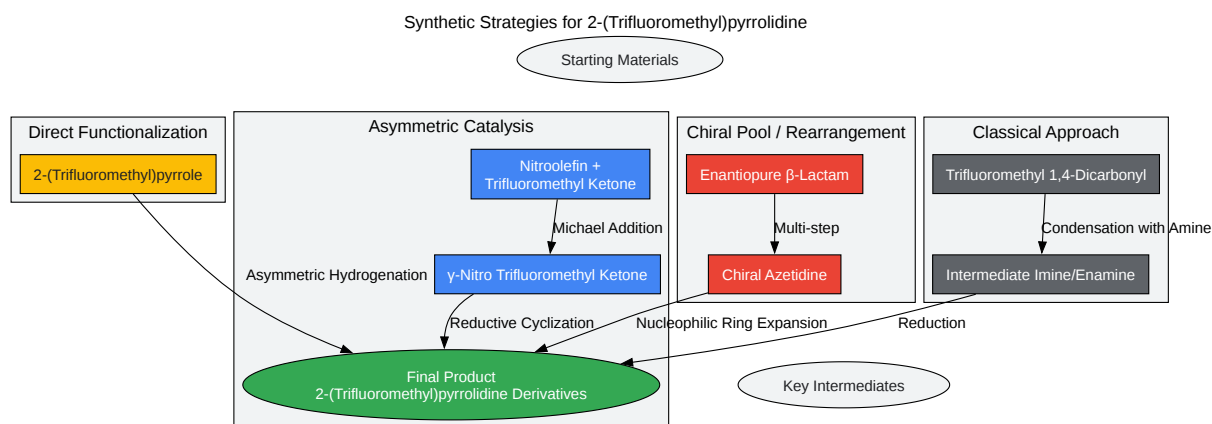 Synthetic Strategies for 2-(Trifluoromethyl)pyrrolidine
Starting Materials
Direct Functionalization
2-(Trifluoromethyl)pyrrole
Asymmetric Catalysis
Nitroolefin +
Trifluoromethyl Ketone
Chiral Pool / Rearrangement
Enantiopure β-Lactam
Classical Approach
Trifluoromethyl 1,4-Dicarbonyl
Michael Addition
Multi-step
Condensation with Amine
Asymmetric Hydrogenation
γ-Nitro Trifluoromethyl Ketone
Chiral Azetidine
Intermediate Imine/Enamine
Reductive Cyclization
Nucleophilic Ring Expansion
Reduction
Final Product
2-(Trifluoromethyl)pyrrolidine Derivatives
Key Intermediates